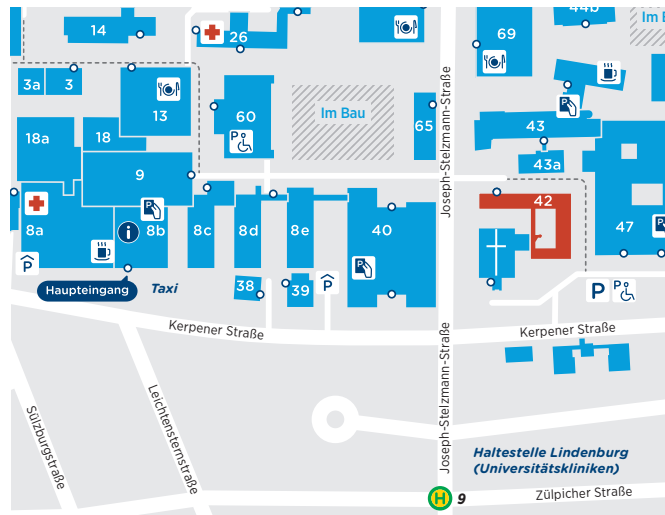 14
26
69
44b
Im B
3a
3
13
60
Im Bau
65
Joseph-Stelzmann-Straße
43
43a
18a
18
9
42
47
8a
8b
8c
8d
8e
40
i
P
P
P
P
P
P
P
P
Haupteingang
Taxi
38
39
Kerpener Straße
Kerpener Straße
Joseph-Stelzmann-Straße
Sülzburgstraße
Leichtensternstraße
Haltestelle Lindenburg
(Universitätskliniken)
H 9
Zülpicher Straße